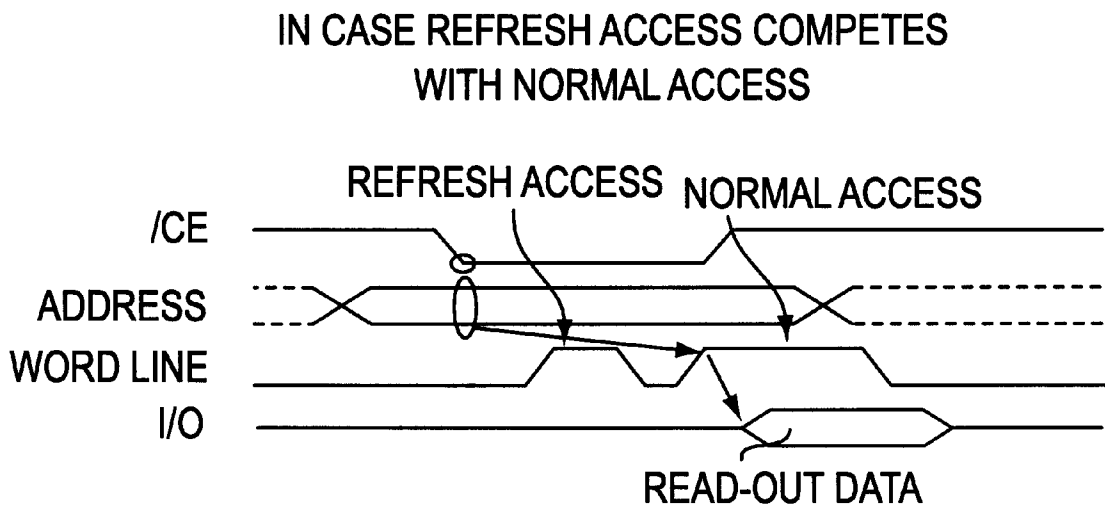 IN CASE REFRESH ACCESS COMPETES
WITH NORMAL ACCESS
REFRESH ACCESS
NORMAL ACCESS
/CE
ADDRESS
WORD LINE
I/O
READ-OUT DATA